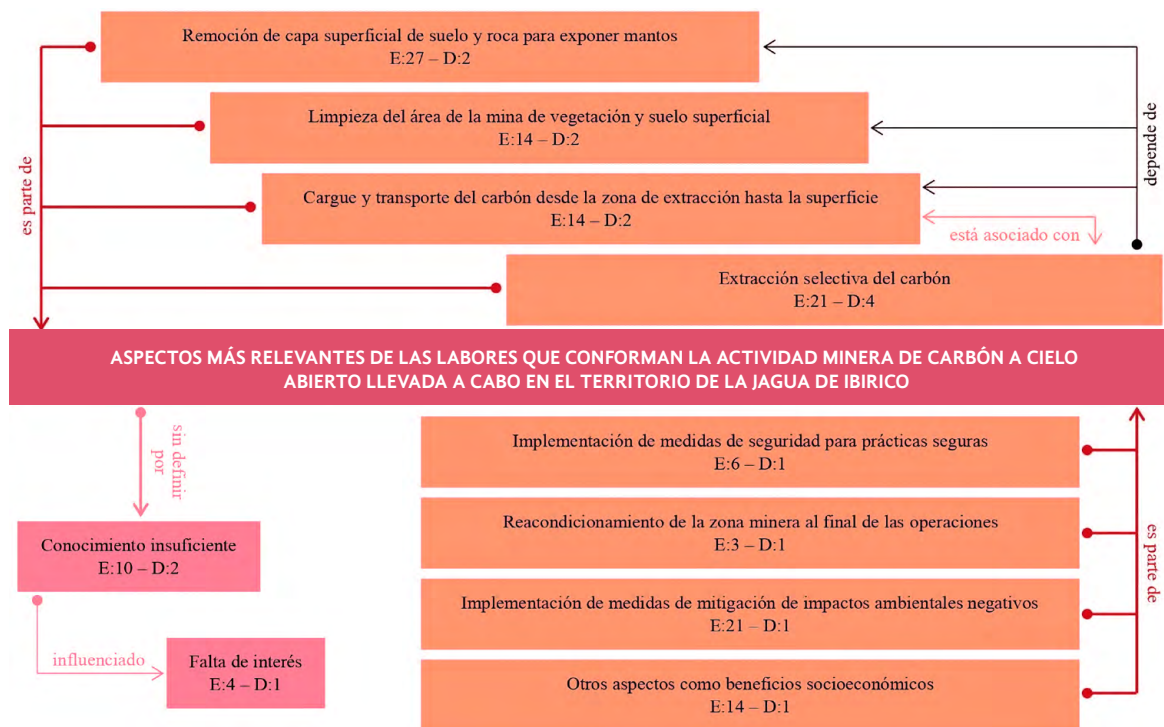 Remoción de capa superficial de suelo y roca para exponer mantos
E:27 – D:2
Limpieza del área de la mina de vegetación y suelo superficial
E:14 – D:2
Cargue y transporte del carbón desde la zona de extracción hasta la superficie
E:14 – D:2
es parte de
depende de
está asociado con
Extracción selectiva del carbón
E:21 – D:4
ASPECTOS MÁS RELEVANTES DE LAS LABORES QUE CONFORMAN LA ACTIVIDAD MINERA DE CARBÓN A CIELO
ABIERTO LLEVADA A CABO EN EL TERRITORIO DE LA JAGUA DE IBIRICO
sin definir
por
Conocimiento insuficiente
E:10 – D:2
influenciado
Falta de interés
E:4 – D:1
Implementación de medidas de seguridad para prácticas seguras
E:6 – D:1
Reacondicionamiento de la zona minera al final de las operaciones
E:3 – D:1
Implementación de medidas de mitigación de impactos ambientales negativos
E:21 – D:1
Otros aspectos como beneficios socioeconómicos
E:14 – D:1
es parte de